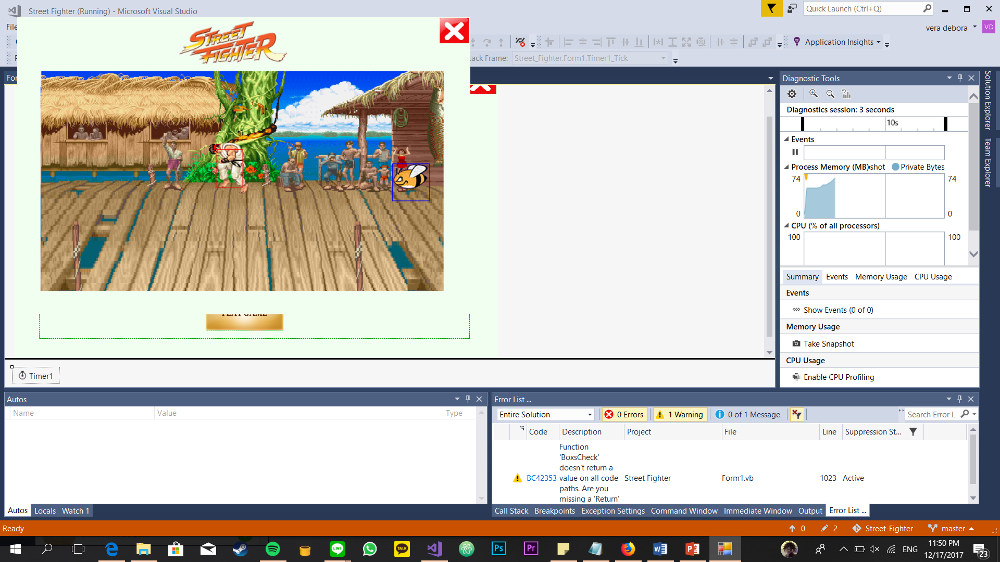 Street Fighter (Running) - Microsoft Visual Studio
Quick Launch (Ctrl+Q)
File
vera debora
VD
STREET
FIGHTER
Application Insights
ack Frame:
Street_Fighter.Form1.Timer1_Tick
For
Diagnostic Tools
Solution Explorer
Team Explorer
Diagnostics session: 3 seconds
10s
Events
Process Memory (MB)
shot
Private Bytes
74
74
0
0
CPU (% of all processors)
100
100
Summary
Events
Memory Usage
CPU Usage
Events
Show Events (0 of 0)
Memory Usage
Take Snapshot
CPU Usage
Enable CPU Profiling
PLAY GAME
Timer1
Autos
Name
Value
Type
Autos
Locals
Watch 1
Error List ...
Entire Solution
0 Errors
1 Warning
0 of 1 Message
Search Error L
Code
Description
Project
File
Line
Suppression St...
Function
'BoxsCheck'
doesn't return a
BC42353
value on all code
Street Fighter
Form1.vb
1023
Active
paths. Are you
missing a 'Return'
Call Stack
Breakpoints
Exception Settings
Command Window
Immediate Window
Output
Error List ...
Ready
0
2
Street-Fighter
master
LINE
TALK
Ps
Pr
ENG
11:50 PM
12/17/2017
23